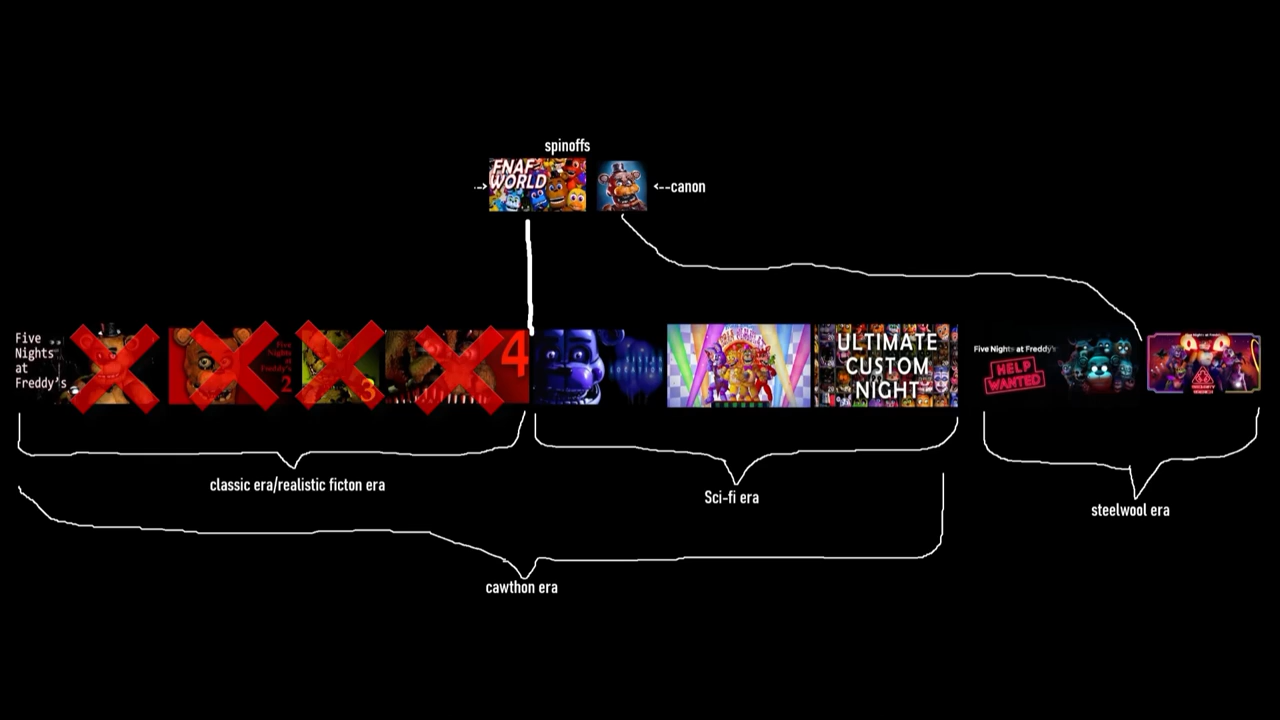 spinoffs
FNAF
WORLD
-->
<--canon
Five
Nights
at
Freddy's
Five
Nights
at
Freddy's
2
3
4
ULTIMATE
CUSTOM
NIGHT
Five Nights at Freddy's
HELP
WANTED
classic era/realistic ficton era
Sci-fi era
steelwool era
cawthon era